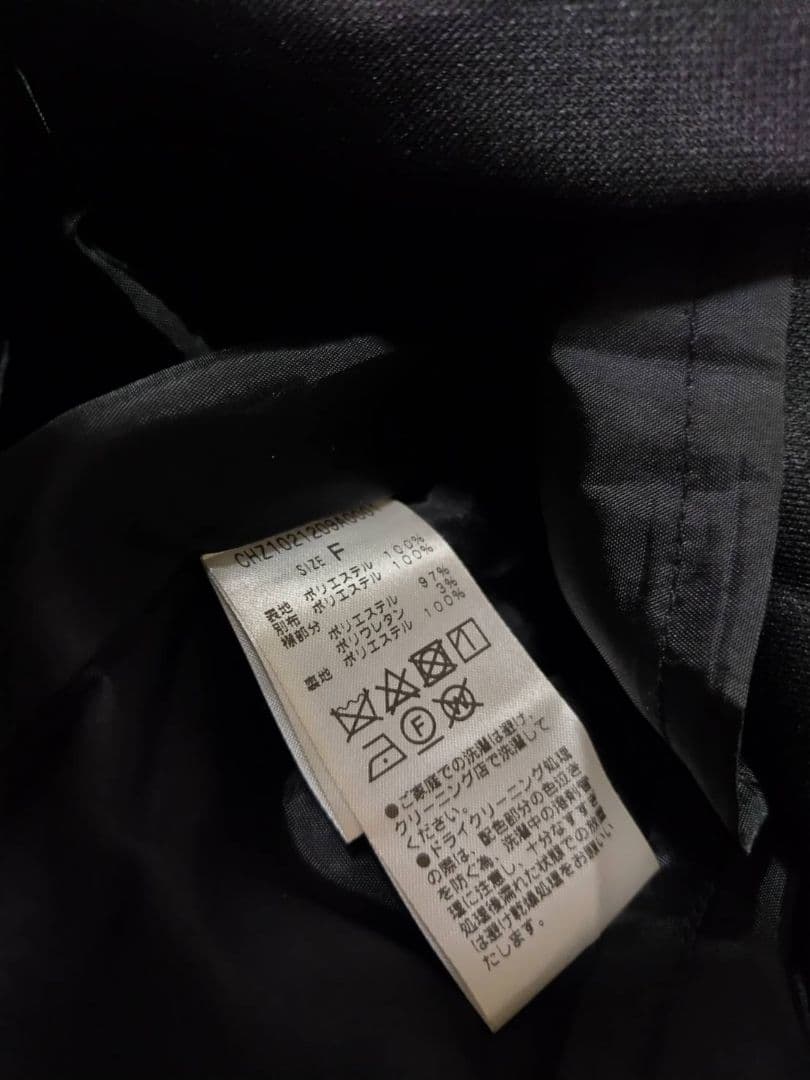 CHZ1021209A0001
SIZE F
表地 ポリエステル 100%
別布 ポリエステル 100%
様部分
ポリエステル 97%
ポリウレタン 3%
裏地 ポリエステル 100%
F
W
●ご家庭での洗濯は避け、
クリーニング店で洗濯して
ください。
●ドライクリーニング処理
の際は、配色部分の色泣き
を防ぐ為、洗濯中の溶剤管
理に注意し、十分なすすぎ
処理後濡れた状態での放置
は避け乾燥処理をお願いい
たします。